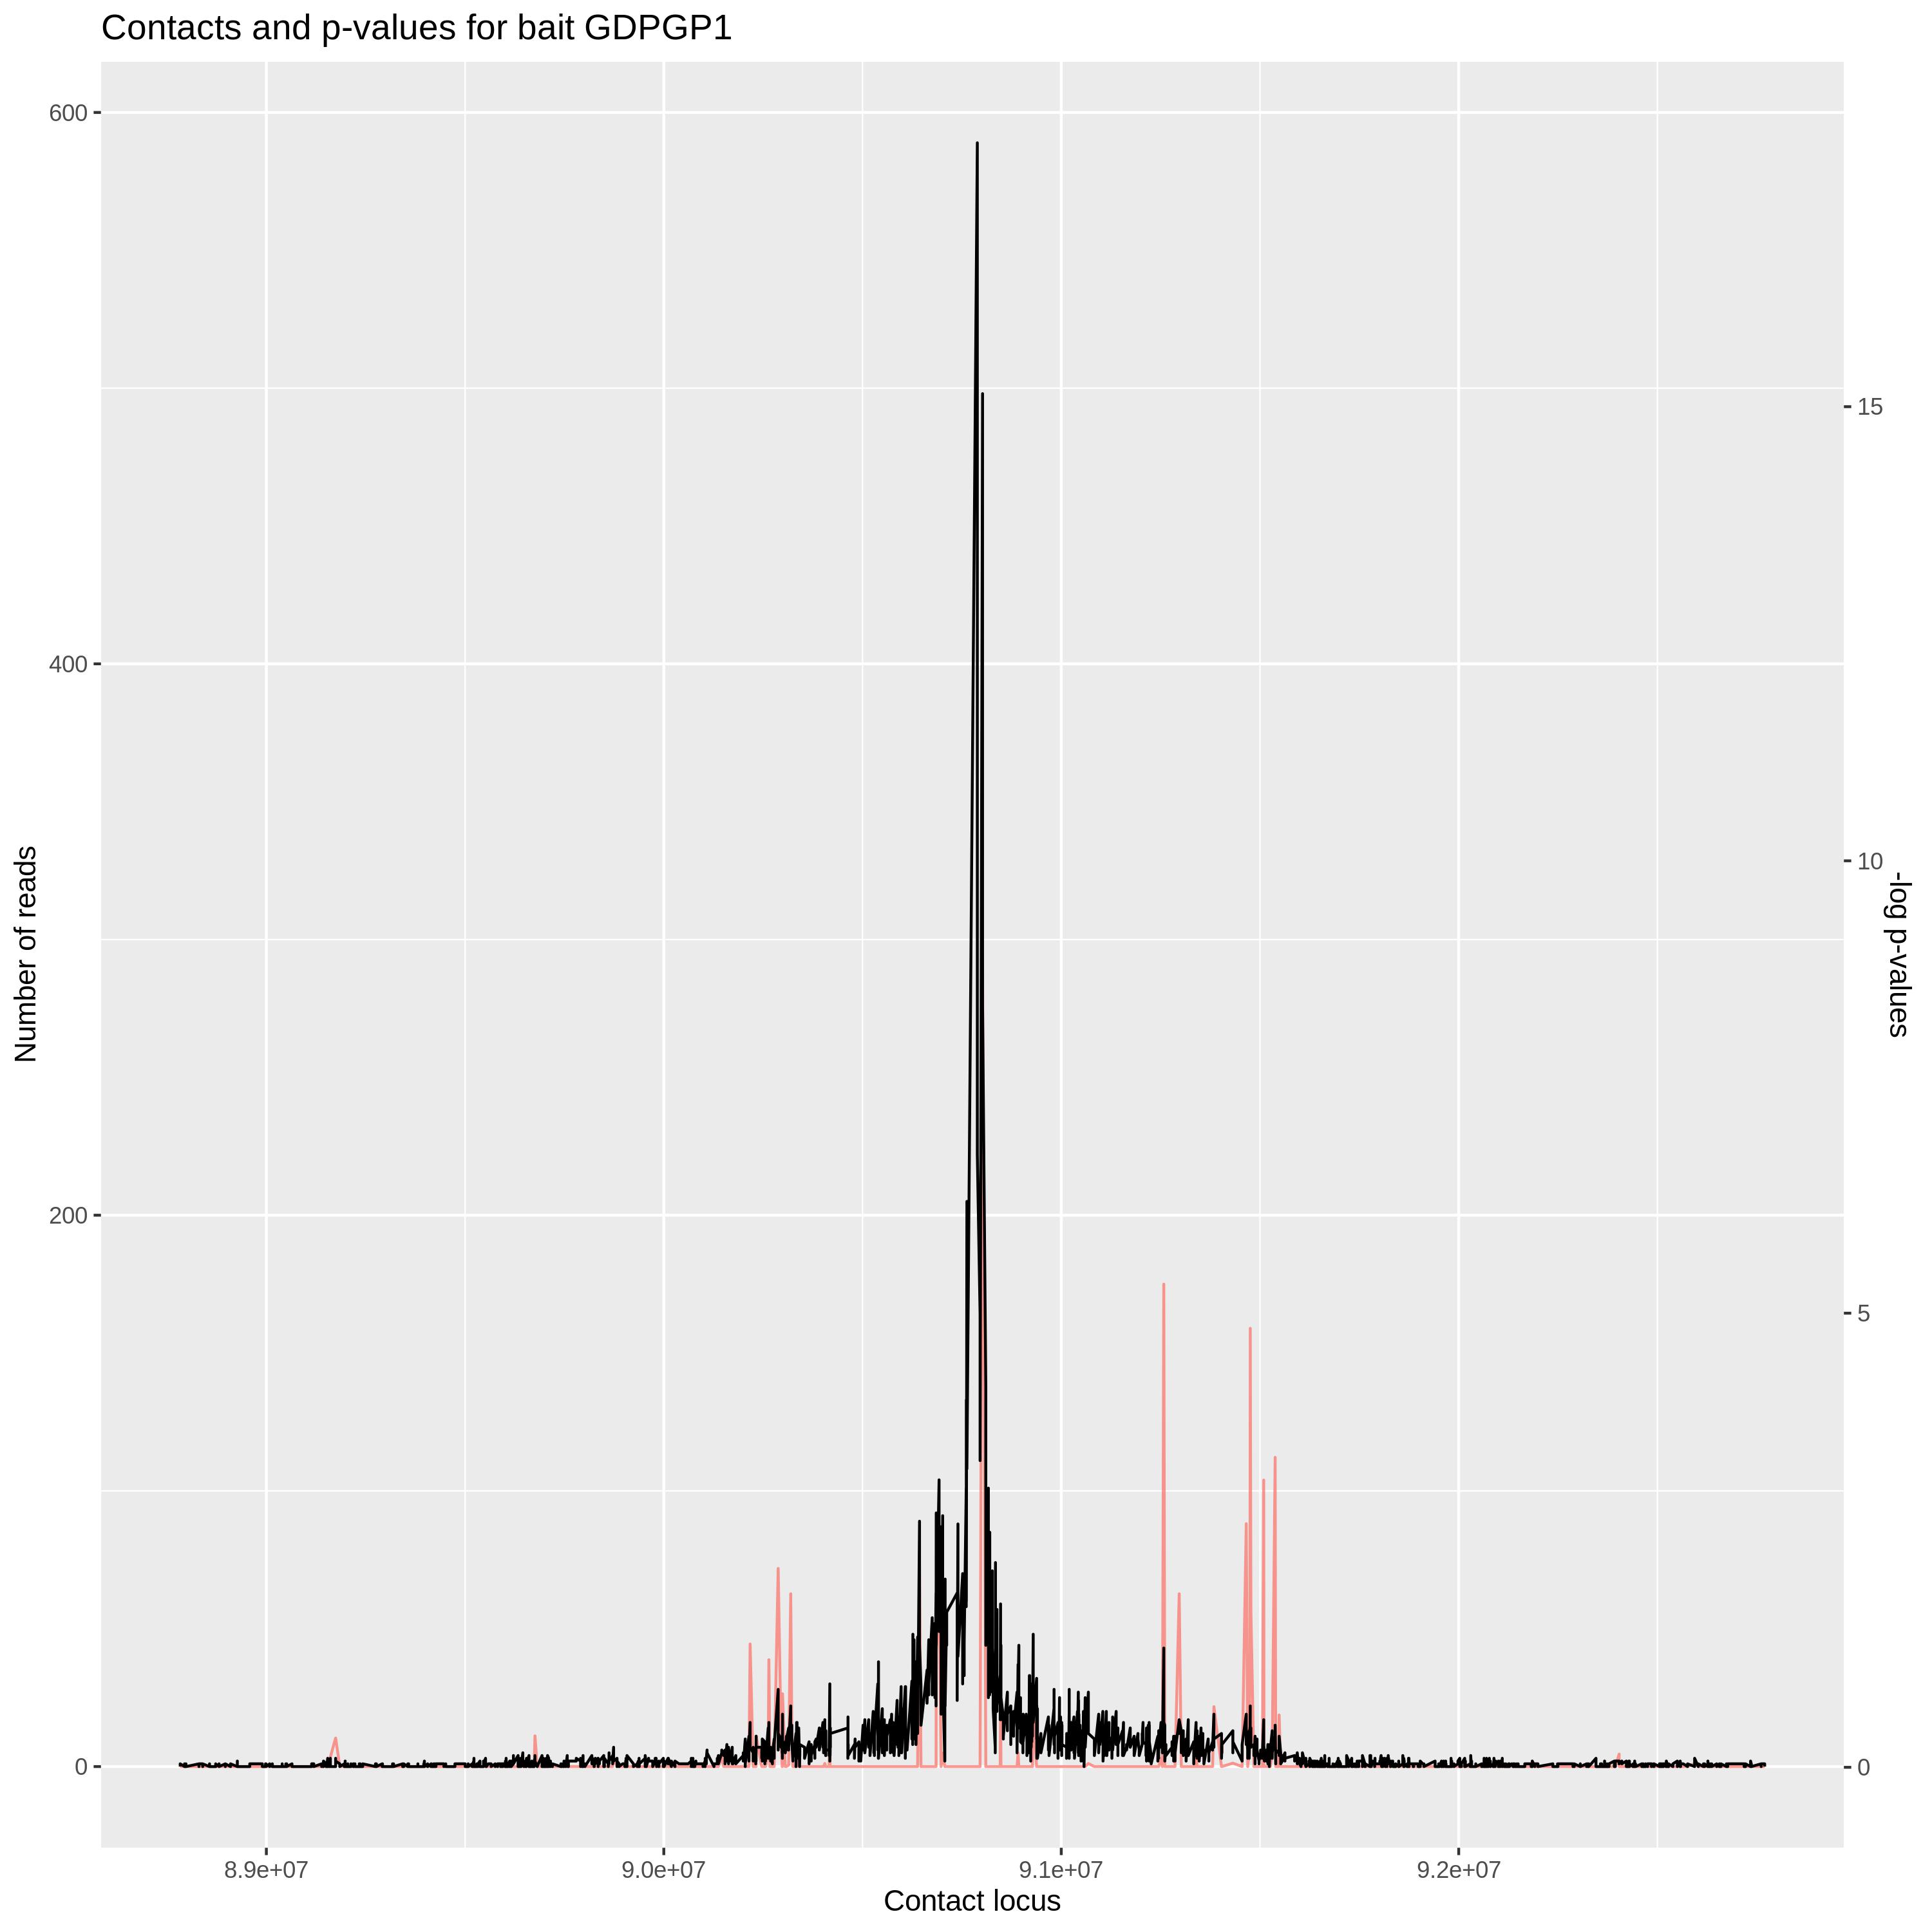 Contacts and p-values for bait GDPGP1
600
400
200
0
Number of reads
15
10
5
0
-log p-values
8.9e+07
9.0e+07
9.1e+07
9.2e+07
Contact locus